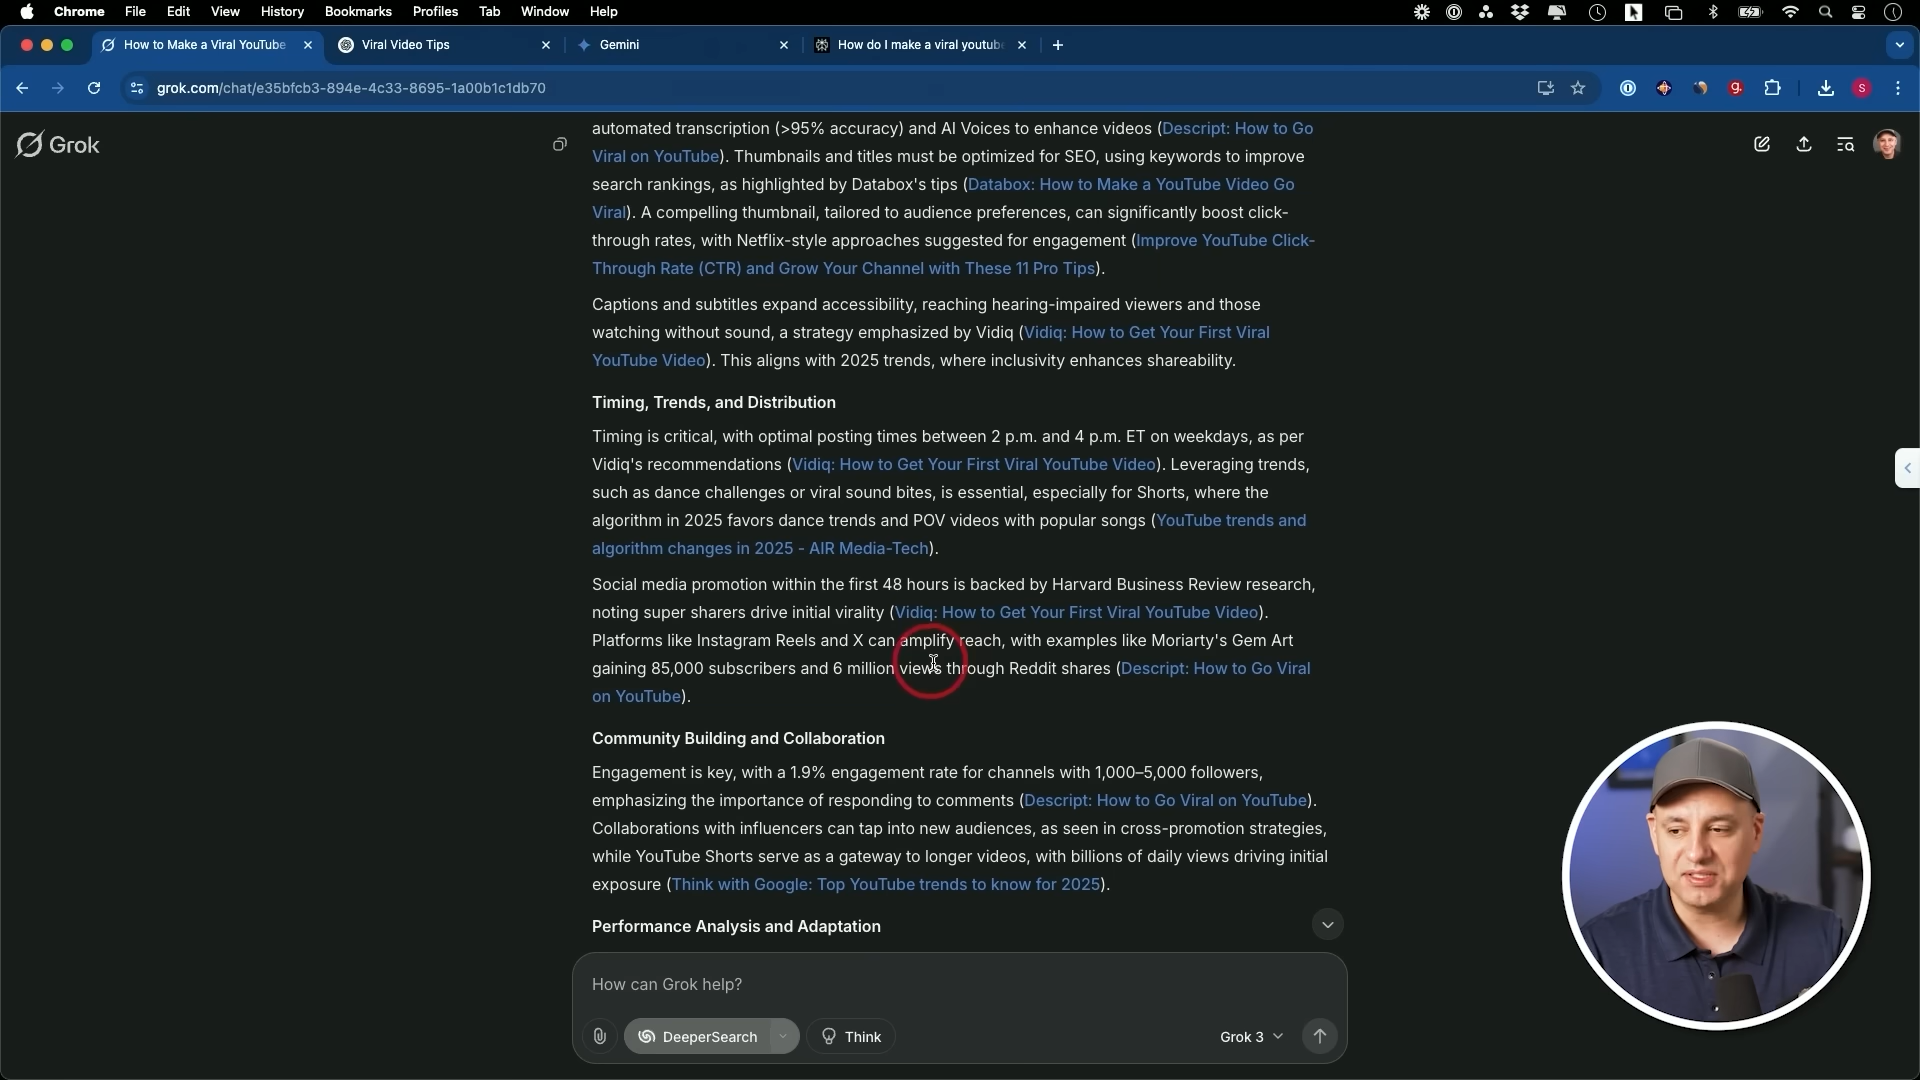 Chrome File Edit View History Bookmarks Profiles Tab Window Help
How to Make a Viral YouTube Viral Video Tips Gemini How do I make a viral youtub
grok.com/chat/e35bfcb3-894e-4c33-8695-1a00b1c1db70 g. S
Grok
automated transcription (>95% accuracy) and AI Voices to enhance videos (Descript: How to Go
Viral on YouTube). Thumbnails and titles must be optimized for SEO, using keywords to improve
search rankings, as highlighted by Databox's tips (Databox: How to Make a YouTube Video Go
Viral). A compelling thumbnail, tailored to audience preferences, can significantly boost click-
through rates, with Netflix-style approaches suggested for engagement (Improve YouTube Click-
Through Rate (CTR) and Grow Your Channel with These 11 Pro Tips).
Captions and subtitles expand accessibility, reaching hearing-impaired viewers and those
watching without sound, a strategy emphasized by Vidiq (Vidiq: How to Get Your First Viral
YouTube Video). This aligns with 2025 trends, where inclusivity enhances shareability.
Timing, Trends, and Distribution
Timing is critical, with optimal posting times between 2 p.m. and 4 p.m. ET on weekdays, as per
Vidiq's recommendations (Vidiq: How to Get Your First Viral YouTube Video). Leveraging trends,
such as dance challenges or viral sound bites, is essential, especially for Shorts, where the
algorithm in 2025 favors dance trends and POV videos with popular songs (YouTube trends and
algorithm changes in 2025 - AIR Media-Tech).
Social media promotion within the first 48 hours is backed by Harvard Business Review research,
noting super sharers drive initial virality (Vidiq: How to Get Your First Viral YouTube Video).
Platforms like Instagram Reels and X can amplify reach, with examples like Moriarty's Gem Art
gaining 85,000 subscribers and 6 million views through Reddit shares (Descript: How to Go Viral
on YouTube).
Community Building and Collaboration
Engagement is key, with a 1.9% engagement rate for channels with 1,000–5,000 followers,
emphasizing the importance of responding to comments (Descript: How to Go Viral on YouTube).
Collaborations with influencers can tap into new audiences, as seen in cross-promotion strategies,
while YouTube Shorts serve as a gateway to longer videos, with billions of daily views driving initial
exposure (Think with Google: Top YouTube trends to know for 2025).
Performance Analysis and Adaptation
How can Grok help?
DeeperSearch Think Grok 3